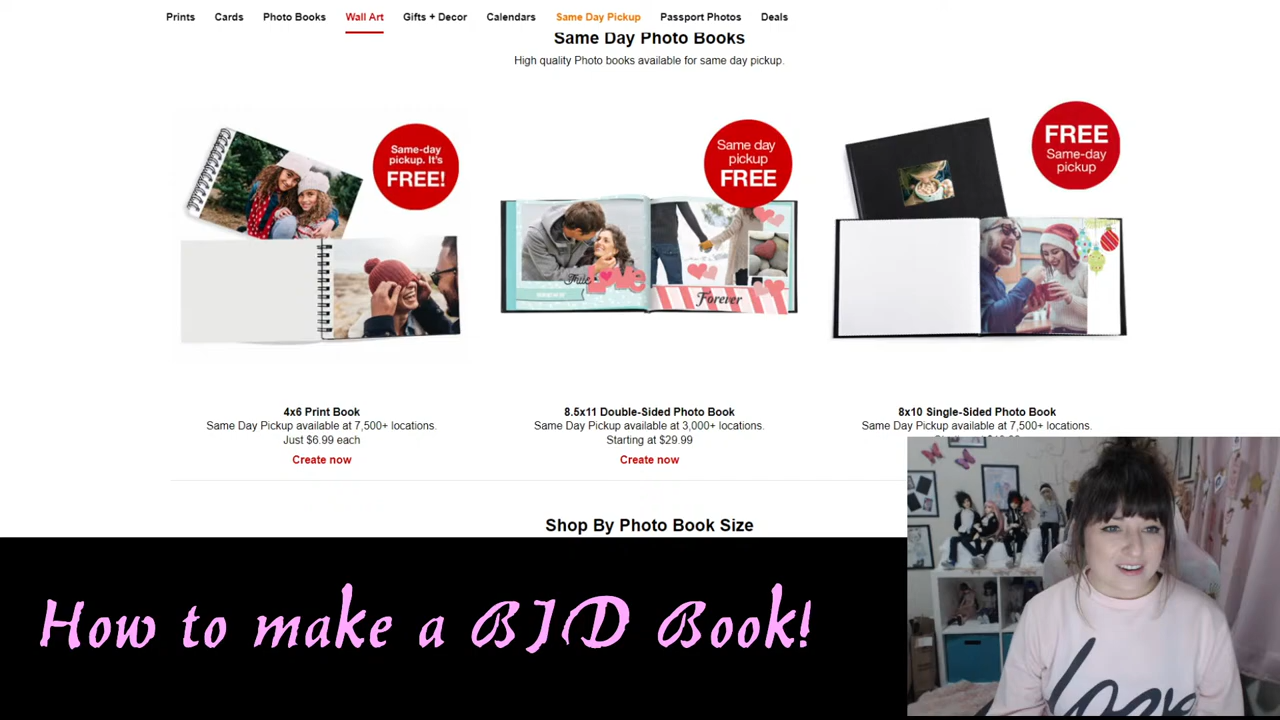 Prints Cards Photo Books Wall Art Gifts + Decor Calendars Same Day Pickup Passport Photos Deals
Same Day Photo Books
High quality Photo books available for same day pickup.
Same-day
pickup. It's
FREE!
Same day
pickup
FREE
FREE
Same-day
pickup
True
Love
Forever
4x6 Print Book
Same Day Pickup available at 7,500+ locations.
Just $6.99 each
Create now
8.5x11 Double-Sided Photo Book
Same Day Pickup available at 3,000+ locations.
Starting at $29.99
Create now
8x10 Single-Sided Photo Book
Same Day Pickup available at 7,500+ locations.
Shop By Photo Book Size
How to make a BJD Book!
love